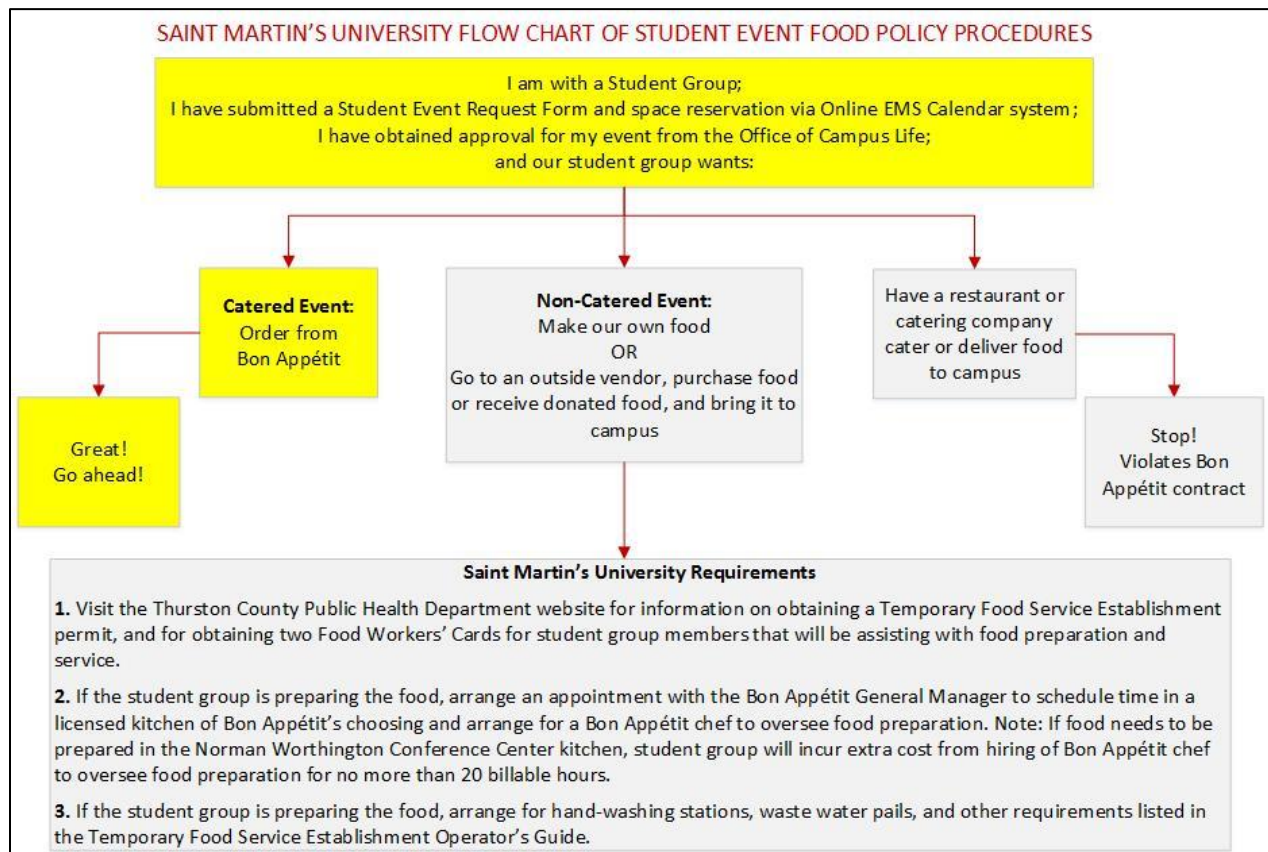 SAINT MARTIN'S UNIVERSITY FLOW CHART OF STUDENT EVENT FOOD POLICY PROCEDURES
I am with a Student Group;
I have submitted a Student Event Request Form and space reservation via Online EMS Calendar system;
I have obtained approval for my event from the Office of Campus Life;
and our student group wants:
Catered Event:
Order from
Bon Appétit
Great!
Go ahead!
Non-Catered Event:
Make our own food
OR
Go to an outside vendor, purchase food
or receive donated food, and bring it to
campus
Have a restaurant or
catering company
cater or deliver food
to campus
Stop!
Violates Bon
Appétit contract
Saint Martin's University Requirements
1. Visit the Thurston County Public Health Department website for information on obtaining a Temporary Food Service Establishment
permit, and for obtaining two Food Workers' Cards for student group members that will be assisting with food preparation and
service.
2. If the student group is preparing the food, arrange an appointment with the Bon Appétit General Manager to schedule time in a
licensed kitchen of Bon Appétit's choosing and arrange for a Bon Appétit chef to oversee food preparation. Note: If food needs to be
prepared in the Norman Worthington Conference Center kitchen, student group will incur extra cost from hiring of Bon Appétit chef
to oversee food preparation for no more than 20 billable hours.
3. If the student group is preparing the food, arrange for hand-washing stations, waste water pails, and other requirements listed in
the Temporary Food Service Establishment Operator's Guide.